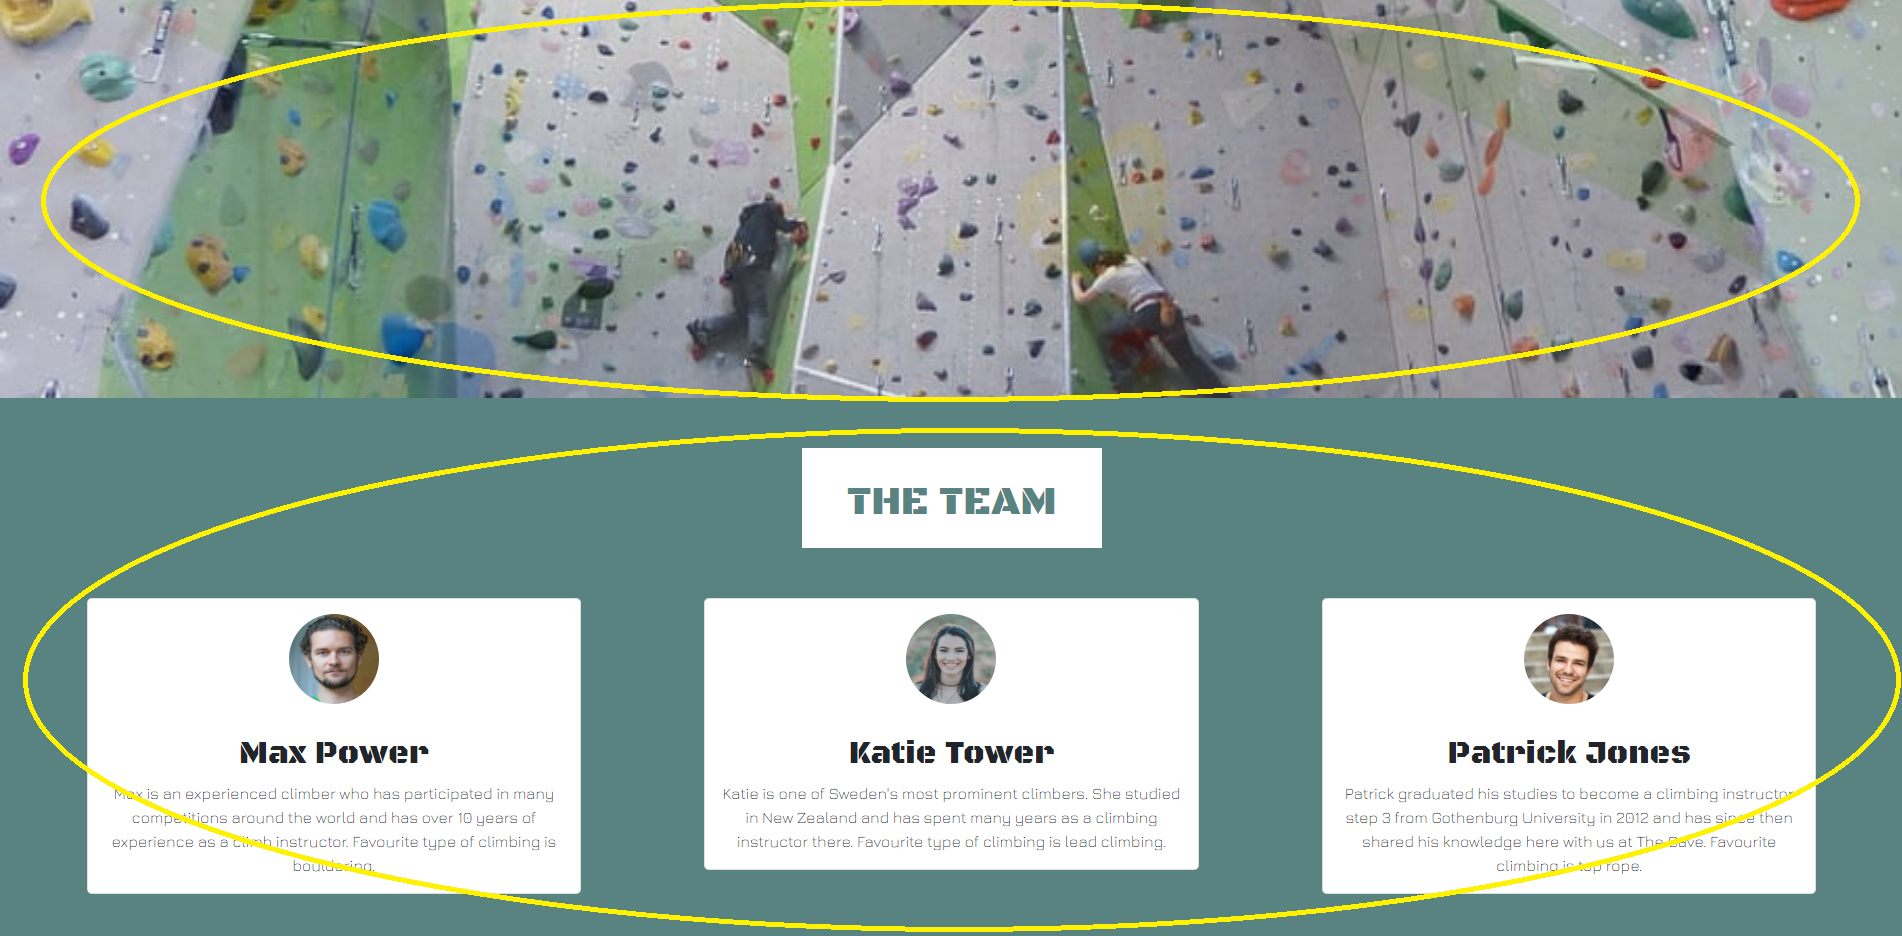 THE TEAM
Max Power
Max is an experienced climber who has participated in many
competitions around the world and has over 10 years of
experience as a climb instructor. Favourite type of climbing is
bouldering.
Katie Tower
Katie is one of Sweden's most prominent climbers. She studied
in New Zealand and has spent many years as a climbing
instructor there. Favourite type of climbing is lead climbing.
Patrick Jones
Patrick graduated his studies to become a climbing instructor
step 3 from Gothenburg University in 2012 and has since then
shared his knowledge here with us at The Cave. Favourite
climbing is top rope.